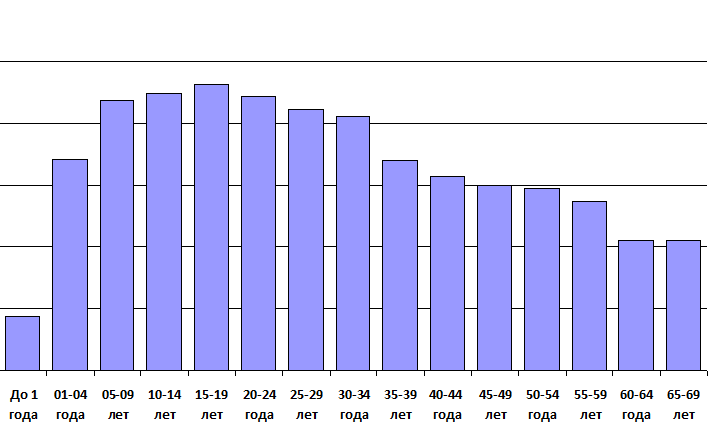 До 1 01-04 05-09 10-14 15-19 20-24 25-29 30-34 35-39 40-44 45-49 50-54 55-59 60-64 65-69
года года лет лет лет года лет года лет года лет года лет года лет